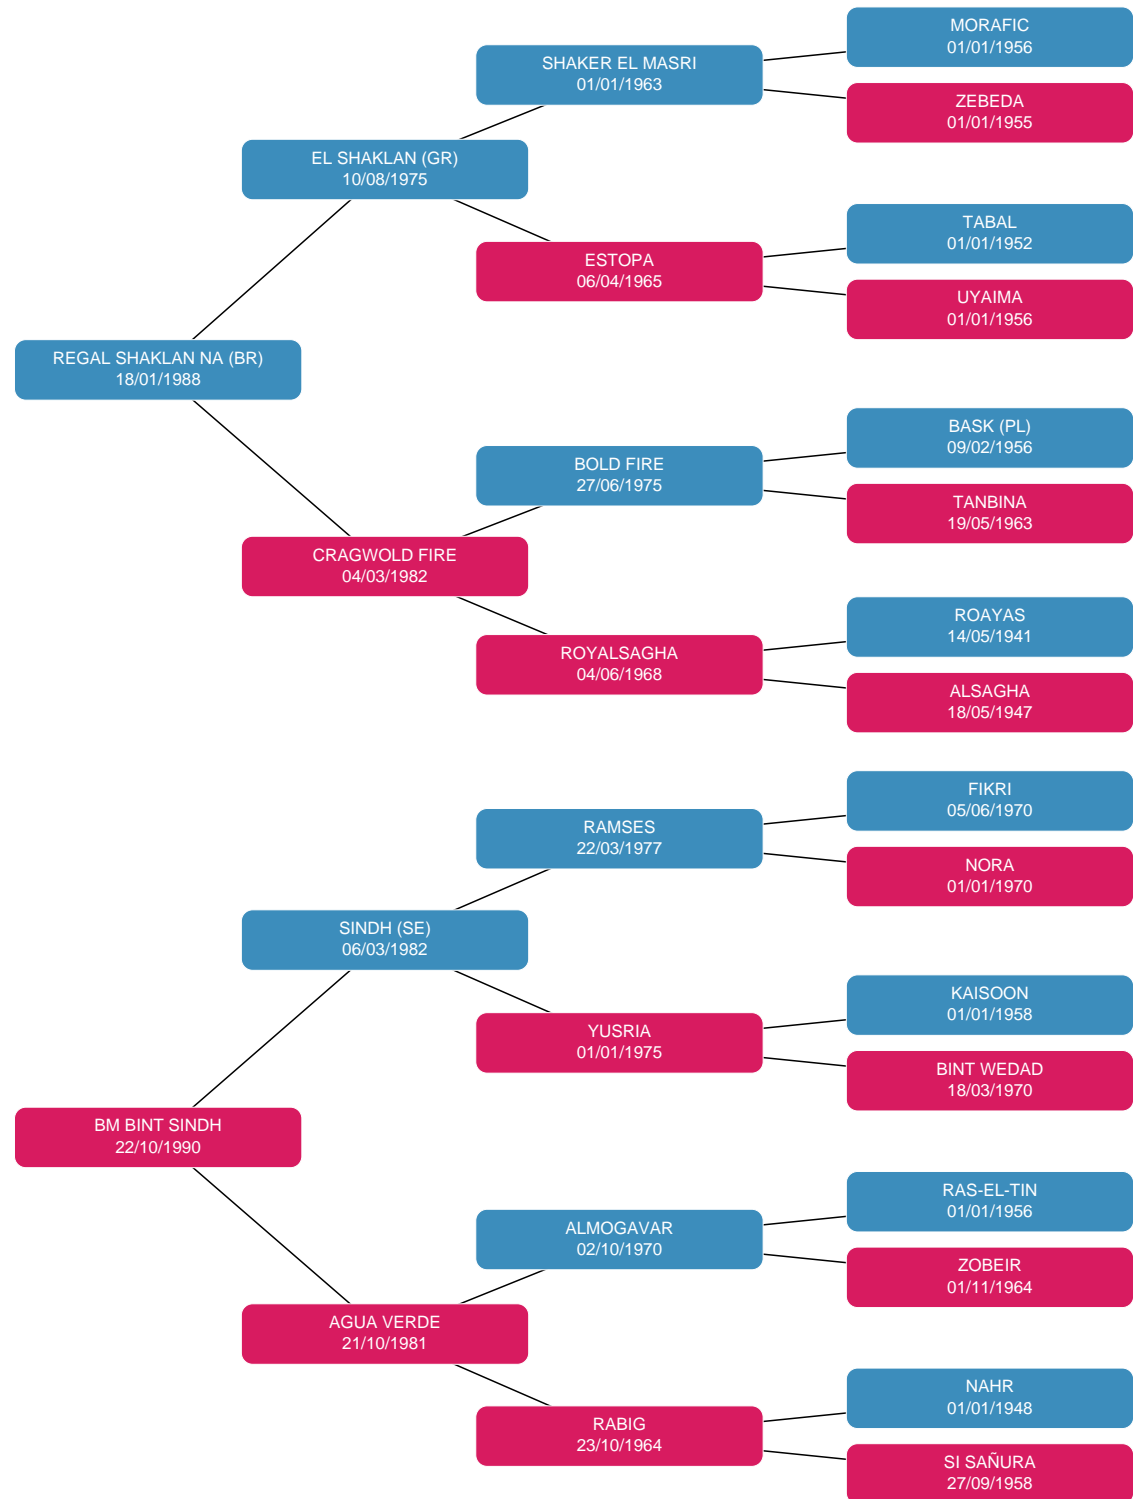 MORAFIC
01/01/1956
SHAKER EL MASRI
01/01/1963
ZEBEDA
01/01/1955
EL SHAKLAN (GR)
10/08/1975
TABAL
01/01/1952
ESTOPA
06/04/1965
UYAIMA
01/01/1956
REGAL SHAKLAN NA (BR)
18/01/1988
BASK (PL)
09/02/1956
BOLD FIRE
27/06/1975
TANBINA
19/05/1963
CRAGWOLD FIRE
04/03/1982
ROAYAS
14/05/1941
ROYALSAGHA
04/06/1968
ALSAGHA
18/05/1947
FIKRI
05/06/1970
RAMSES
22/03/1977
NORA
01/01/1970
SINDH (SE)
06/03/1982
KAISOON
01/01/1958
YUSRIA
01/01/1975
BINT WEDAD
18/03/1970
BM BINT SINDH
22/10/1990
RAS-EL-TIN
01/01/1956
ALMOGAVAR
02/10/1970
ZOBEIR
01/11/1964
AGUA VERDE
21/10/1981
NAHR
01/01/1948
RABIG
23/10/1964
SI SAÑURA
27/09/1958